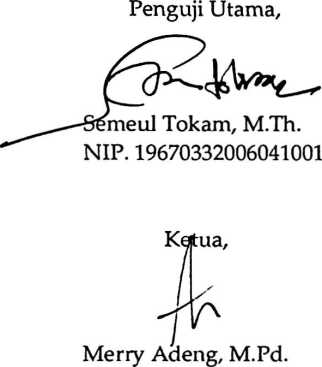 Penguji Utama,
Semeul Tokam, M.Th.
NIP. 19670332006041001
Ketua,
Merry Adeng, M.Pd.